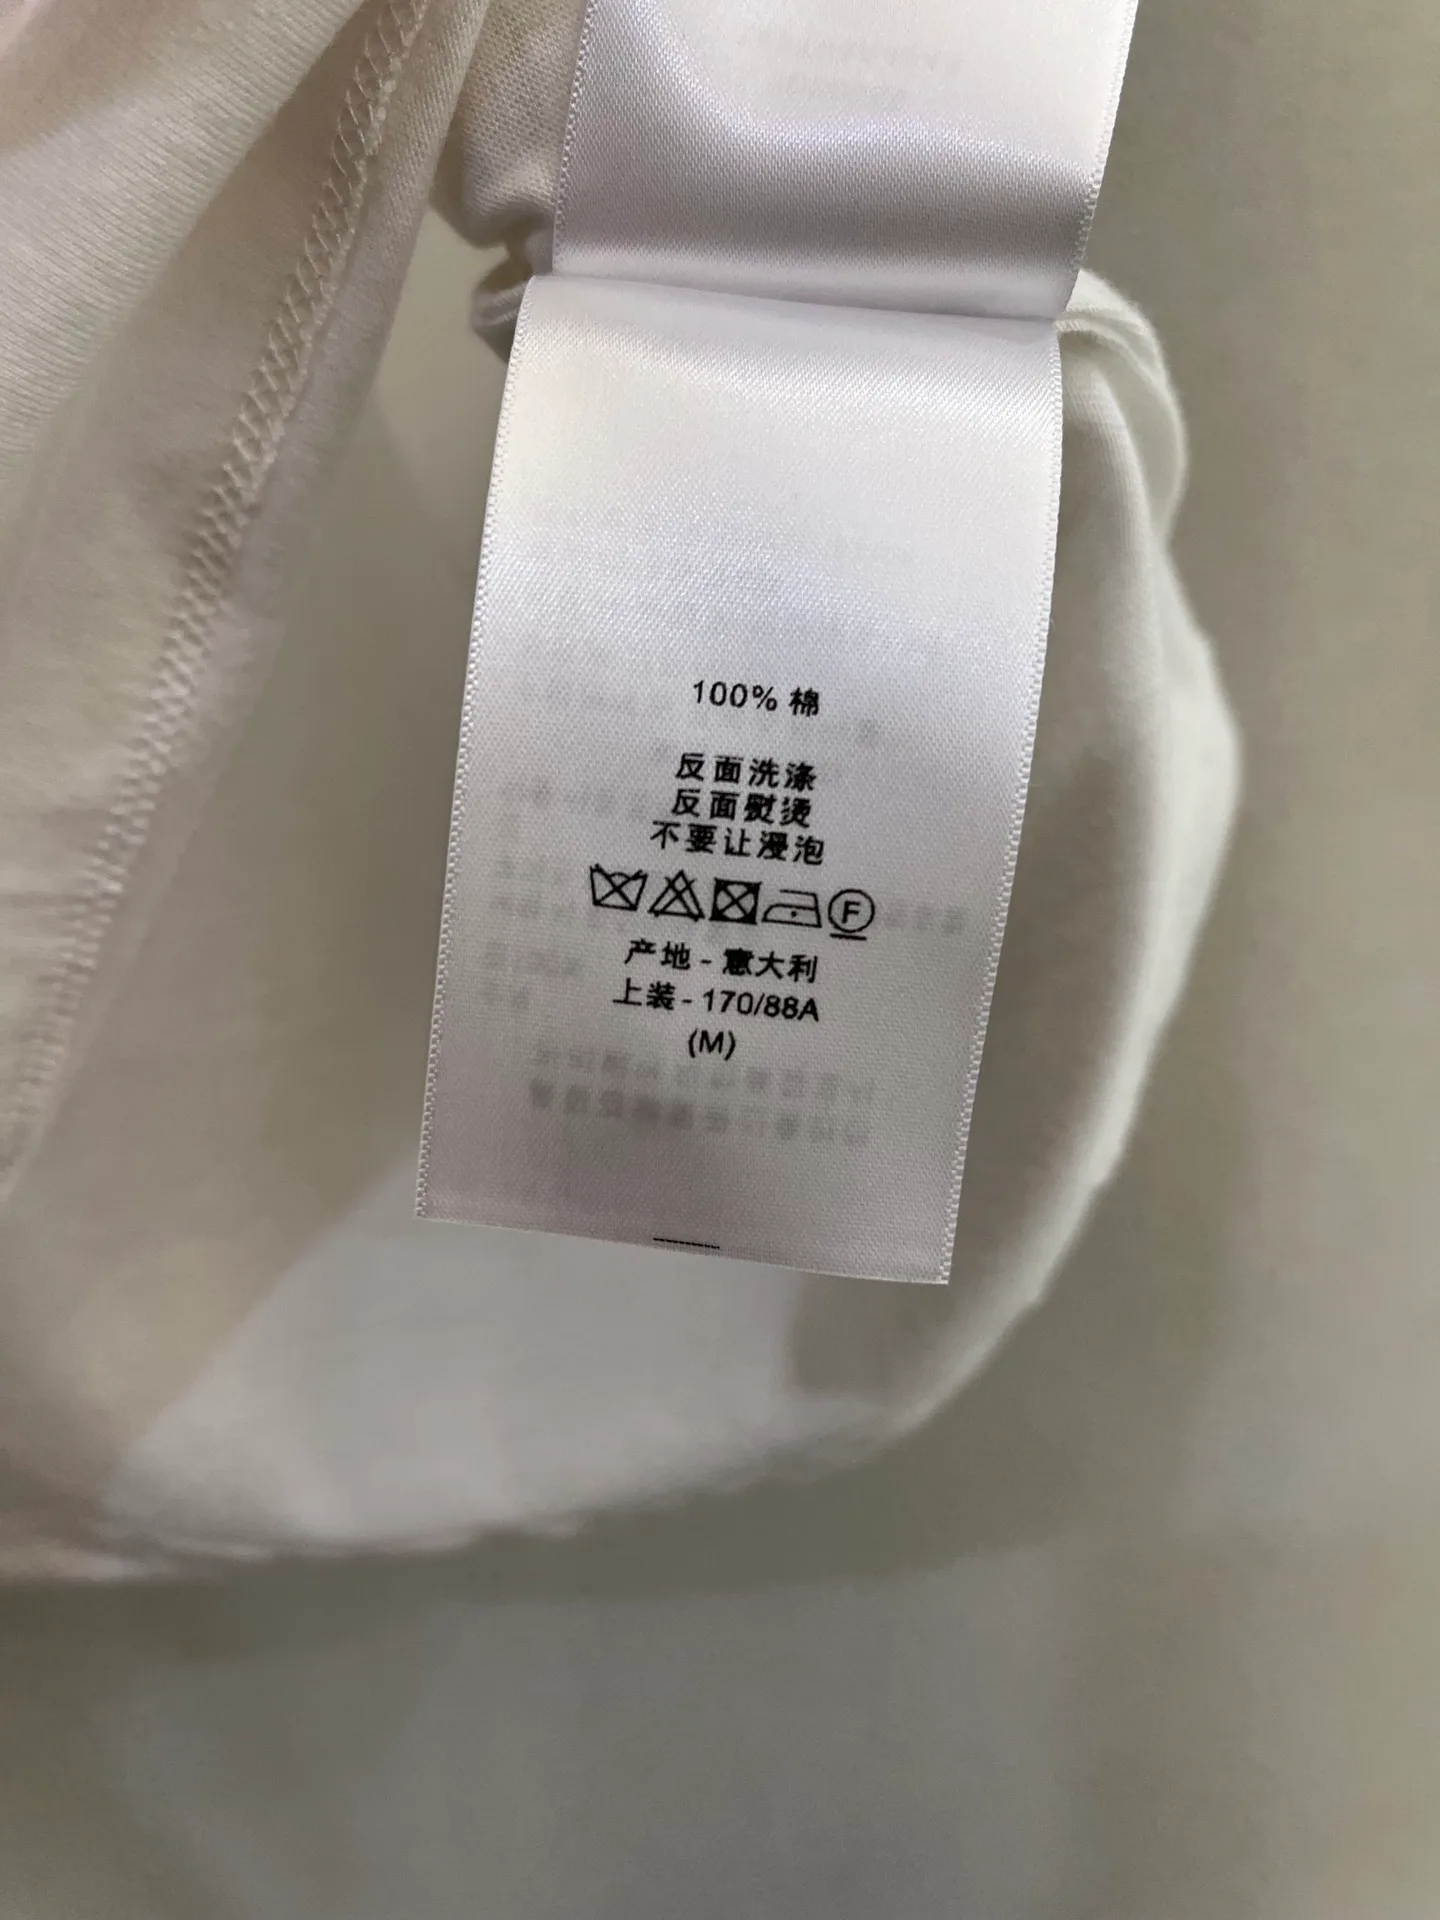 100% 棉
反面洗涤
反面熨烫
不要让浸泡
F
产地 - 意大利
上装 - 170/88A
(M)